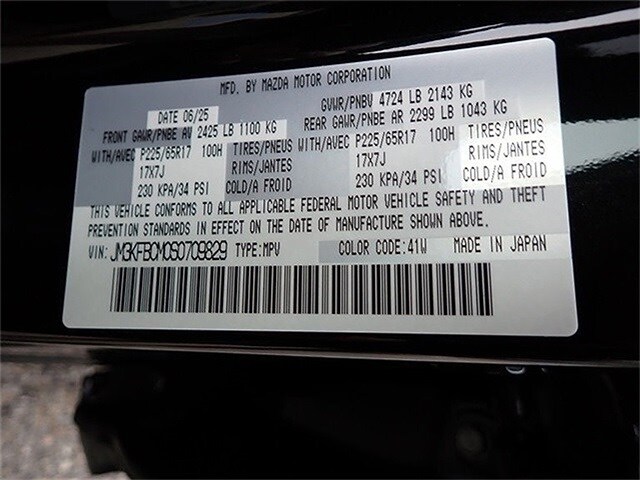 MFD. BY MAZDA MOTOR CORPORATION
DATE 06/25 GVWR/PNBV 4724 LB 2143 KG
FRONT GAWR/PNBE AV 2425 LB 1100 KG REAR GAWR/PNBE AR 2299 LB 1043 KG
WITH/AVEC P225/65R17 100H TIRES/PNEUS WITH/AVEC P225/65R17 100H TIRES/PNEUS
17X7J RIMS/JANTES 17X7J RIMS/JANTES
230 KPA/34 PSI COLD/A FROID 230 KPA/34 PSI COLD/A FROID
THIS VEHICLE CONFORMS TO ALL APPLICABLE FEDERAL MOTOR VEHICLE SAFETY AND THEFT
PREVENTION STANDARDS IN EFFECT ON THE DATE OF MANUFACTURE SHOWN ABOVE.
VIN: JM3KFBCM0S0709829 TYPE:MPV COLOR CODE:41W MADE IN JAPAN